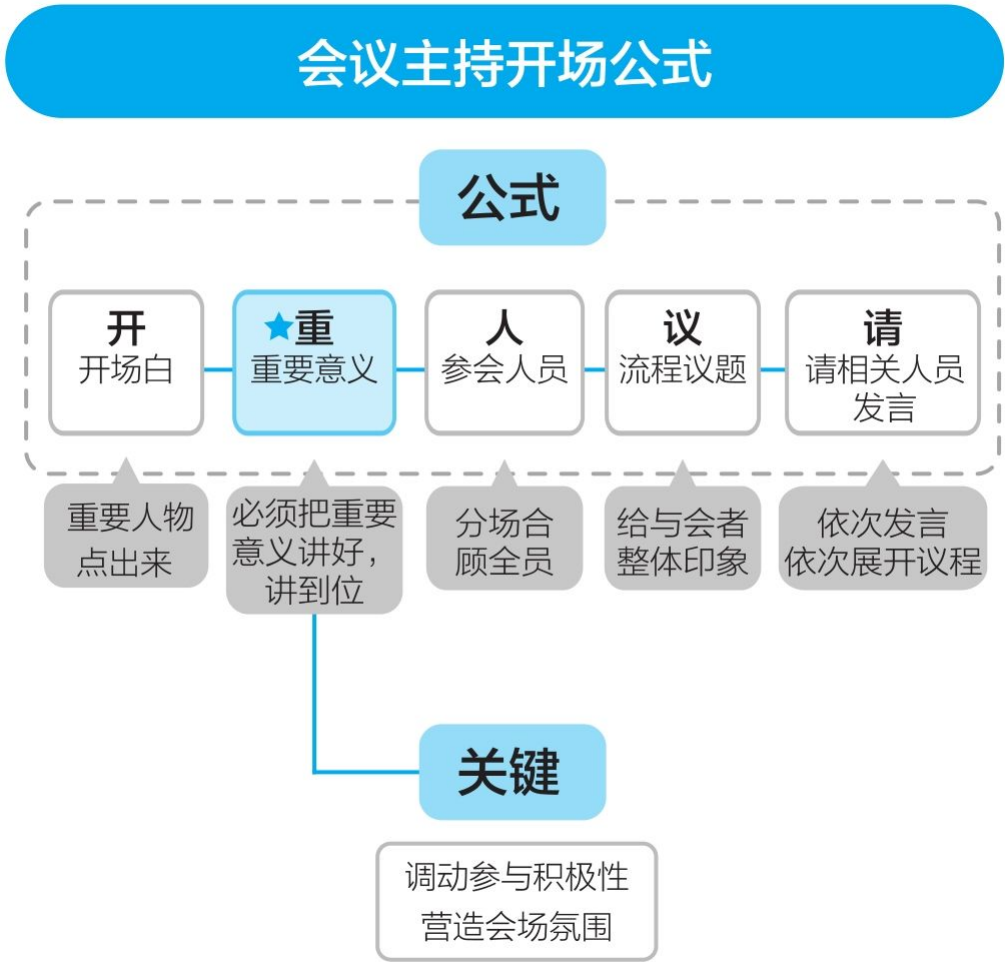 会议主持开场公式
公式
开
开场白
★重
重要意义
人
参会人员
议
流程议题
请
请相关人员
发言
重要人物
点出来
必须把重要
意义讲好，
讲到位
分场合
顾全员
给与会者
整体印象
依次发言
依次展开议程
关键
调动参与积极性
营造会场氛围